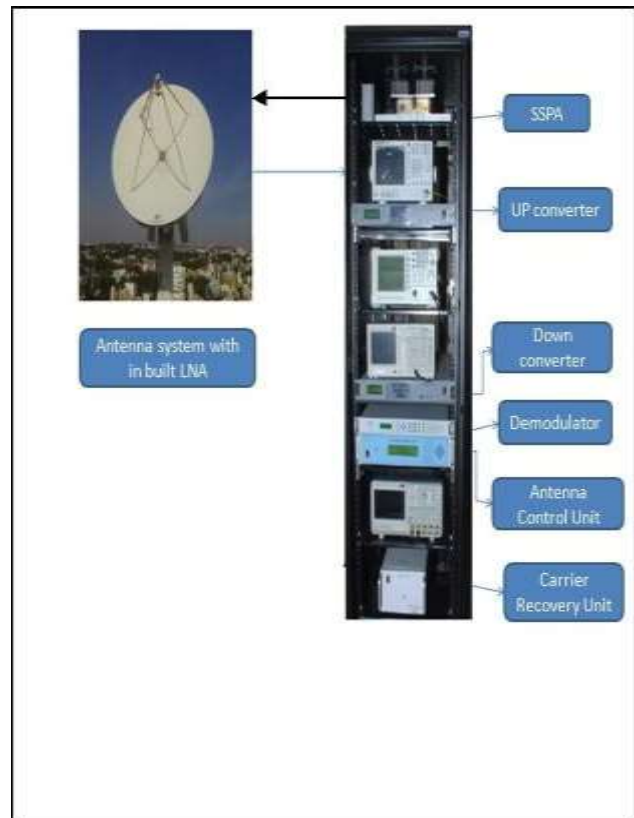 SSPA
UP converter
Antenna system with
in built LNA
Down
converter
Demodulator
Antenna
Control Unit
Carrier
Recovery Unit